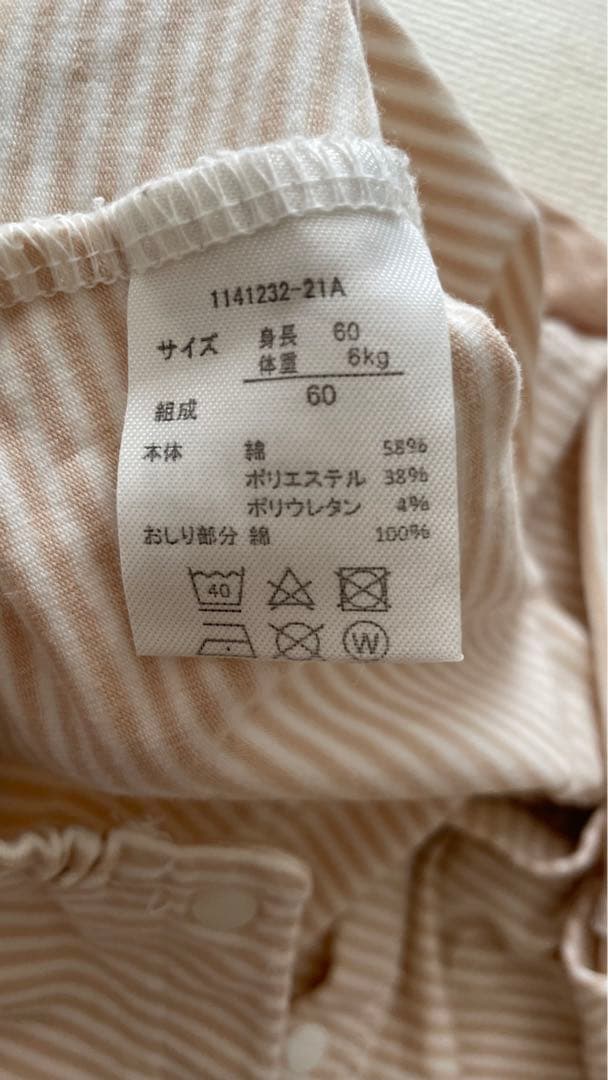 1141232-21A
サイズ 身長 60
体重 6kg
60
組成
本体 綿 58%
ポリエステル 38%
ポリウレタン 4%
おしり部分 綿 100%
40
W